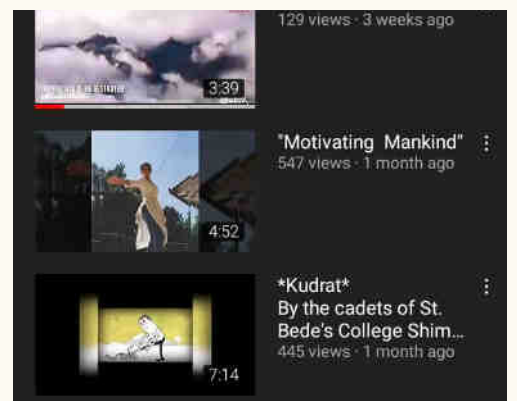 129 views · 3 weeks ago
3:39
"Motivating Mankind"
547 views · 1 month ago
4:52
*Kudrat*
By the cadets of St.
Bede's College Shim...
445 views · 1 month ago
7:14